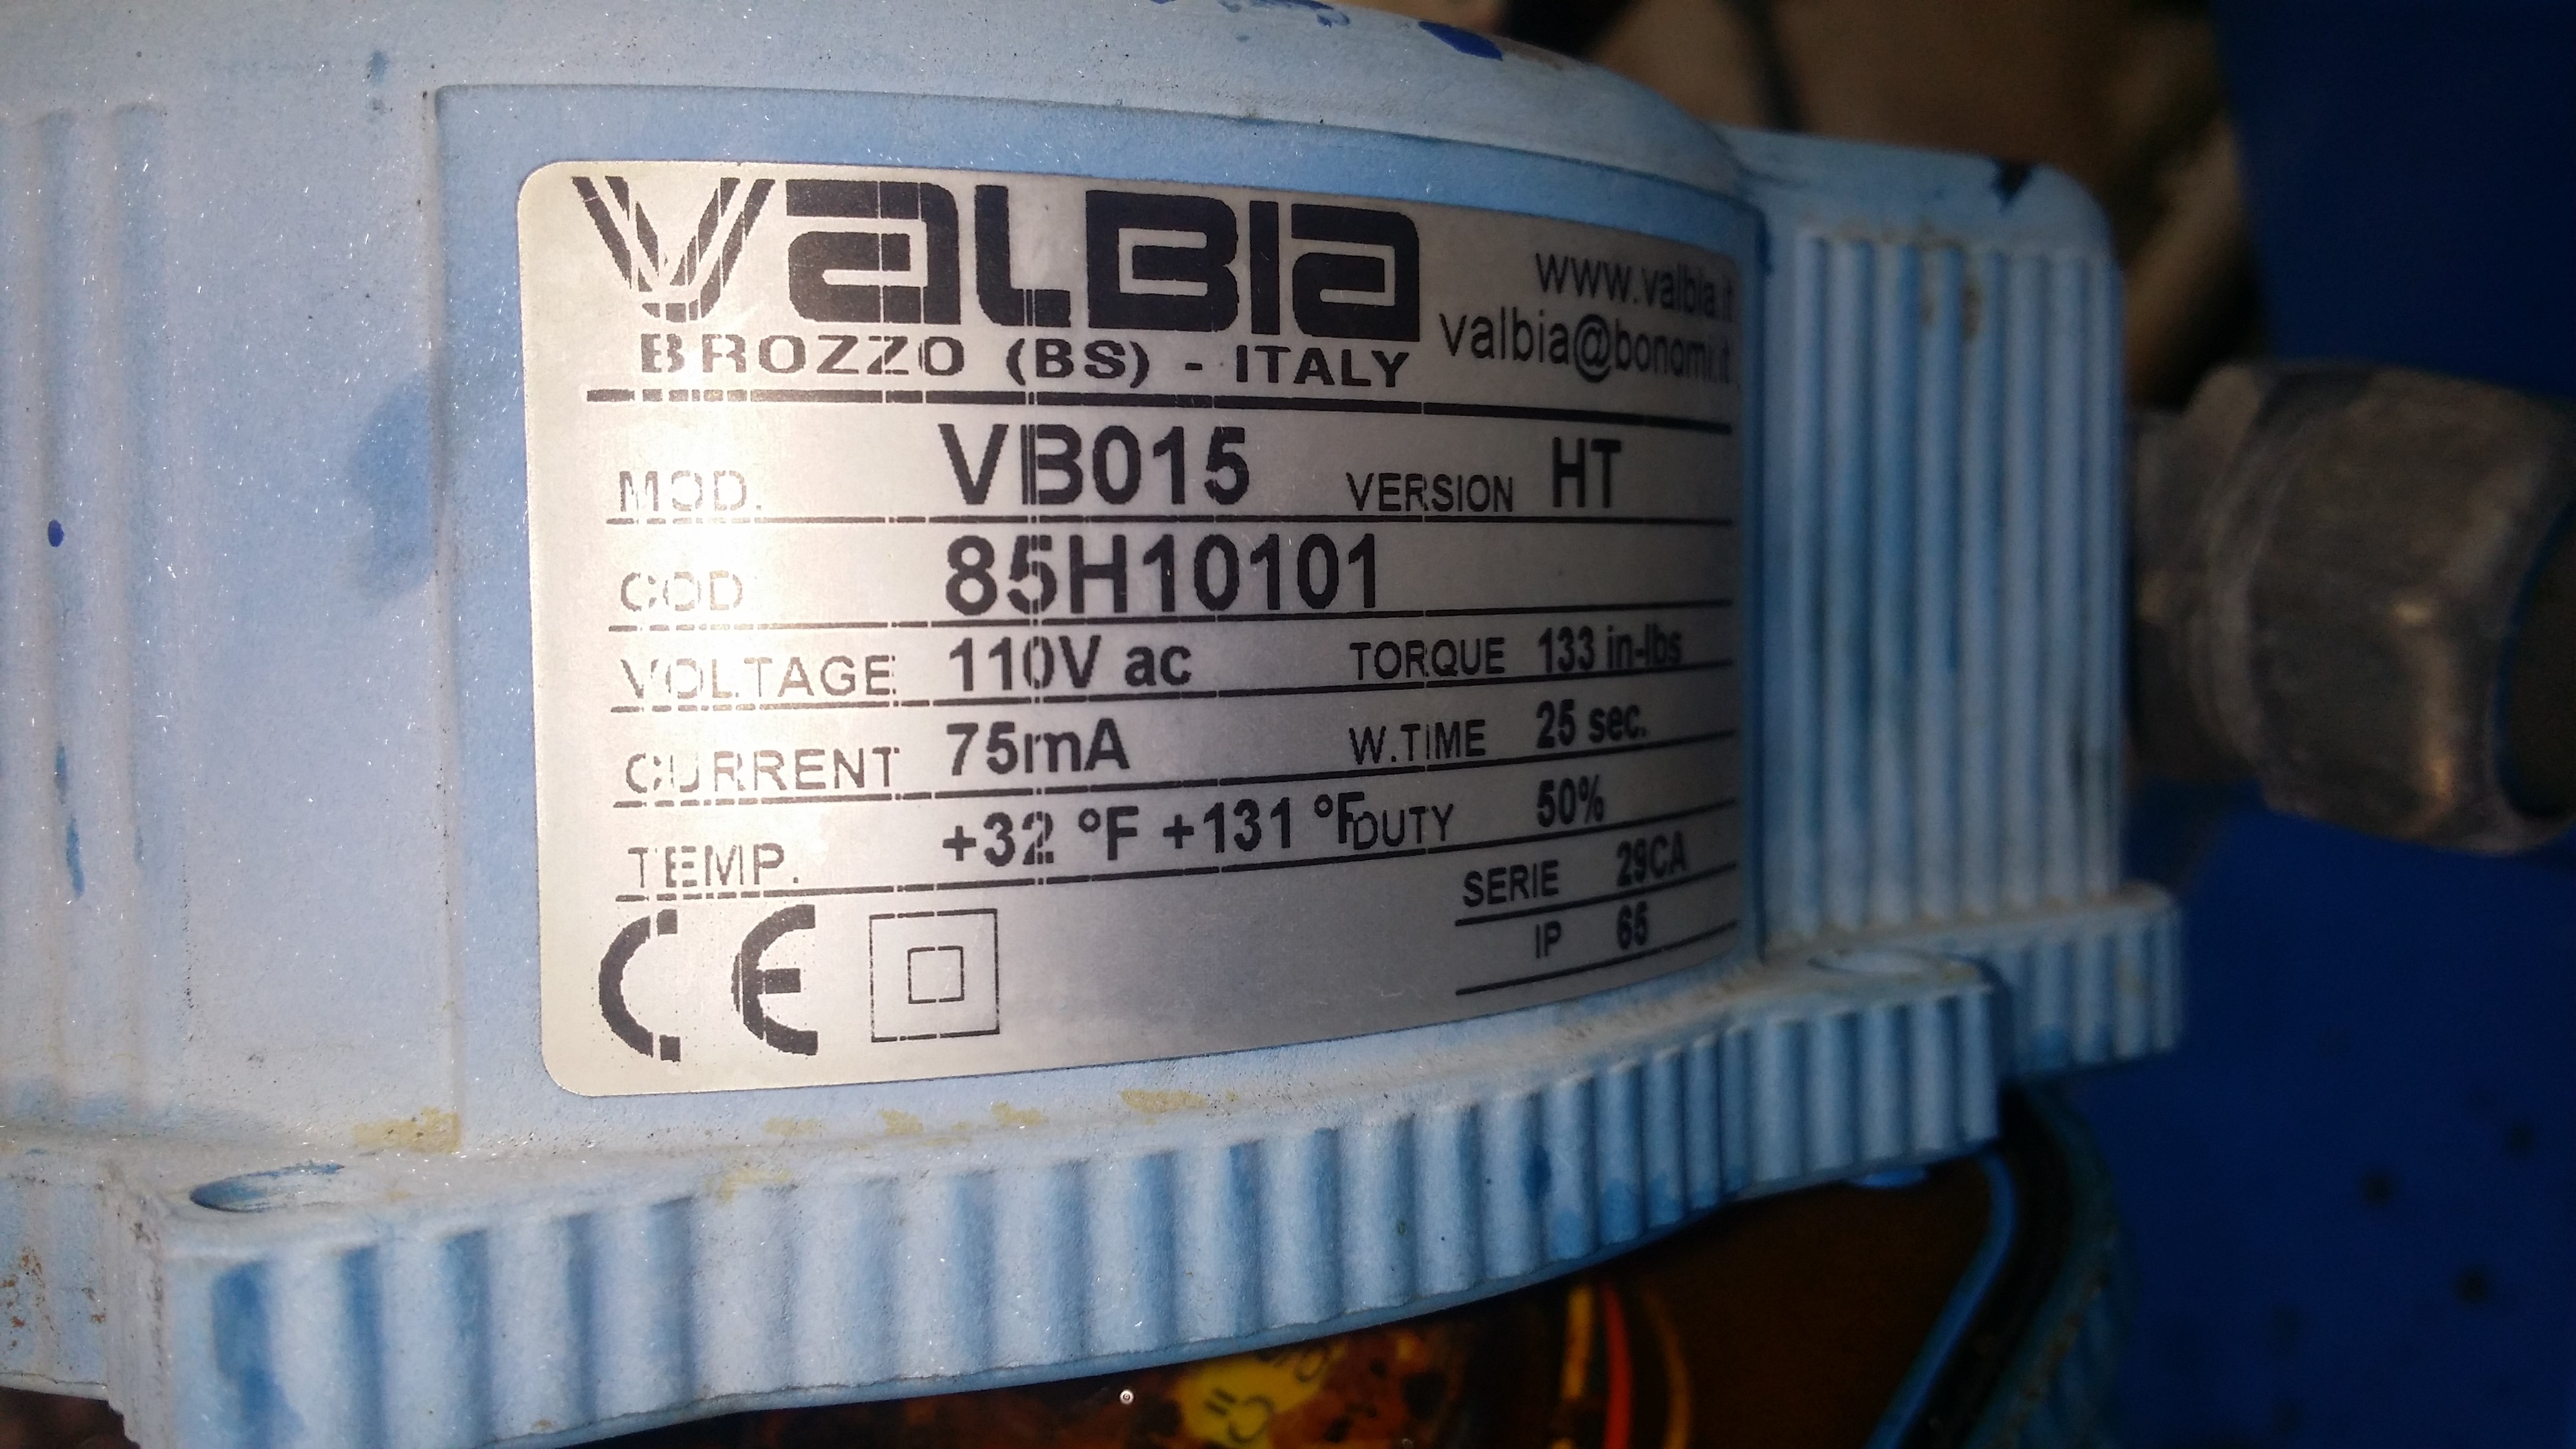 VALBIA
BROZZO (BS) - ITALY
www.valbia.it
valbia@bonomi.it
MOD. VB015 VERSION HT
COD. 85H10101
VOLTAGE 110V ac TORQUE 133 in-lbs
CURRENT 75mA W.TIME 25 sec.
TEMP. +32 °F +131 °F DUTY 50%
SERIE 29CA
CE IP 65